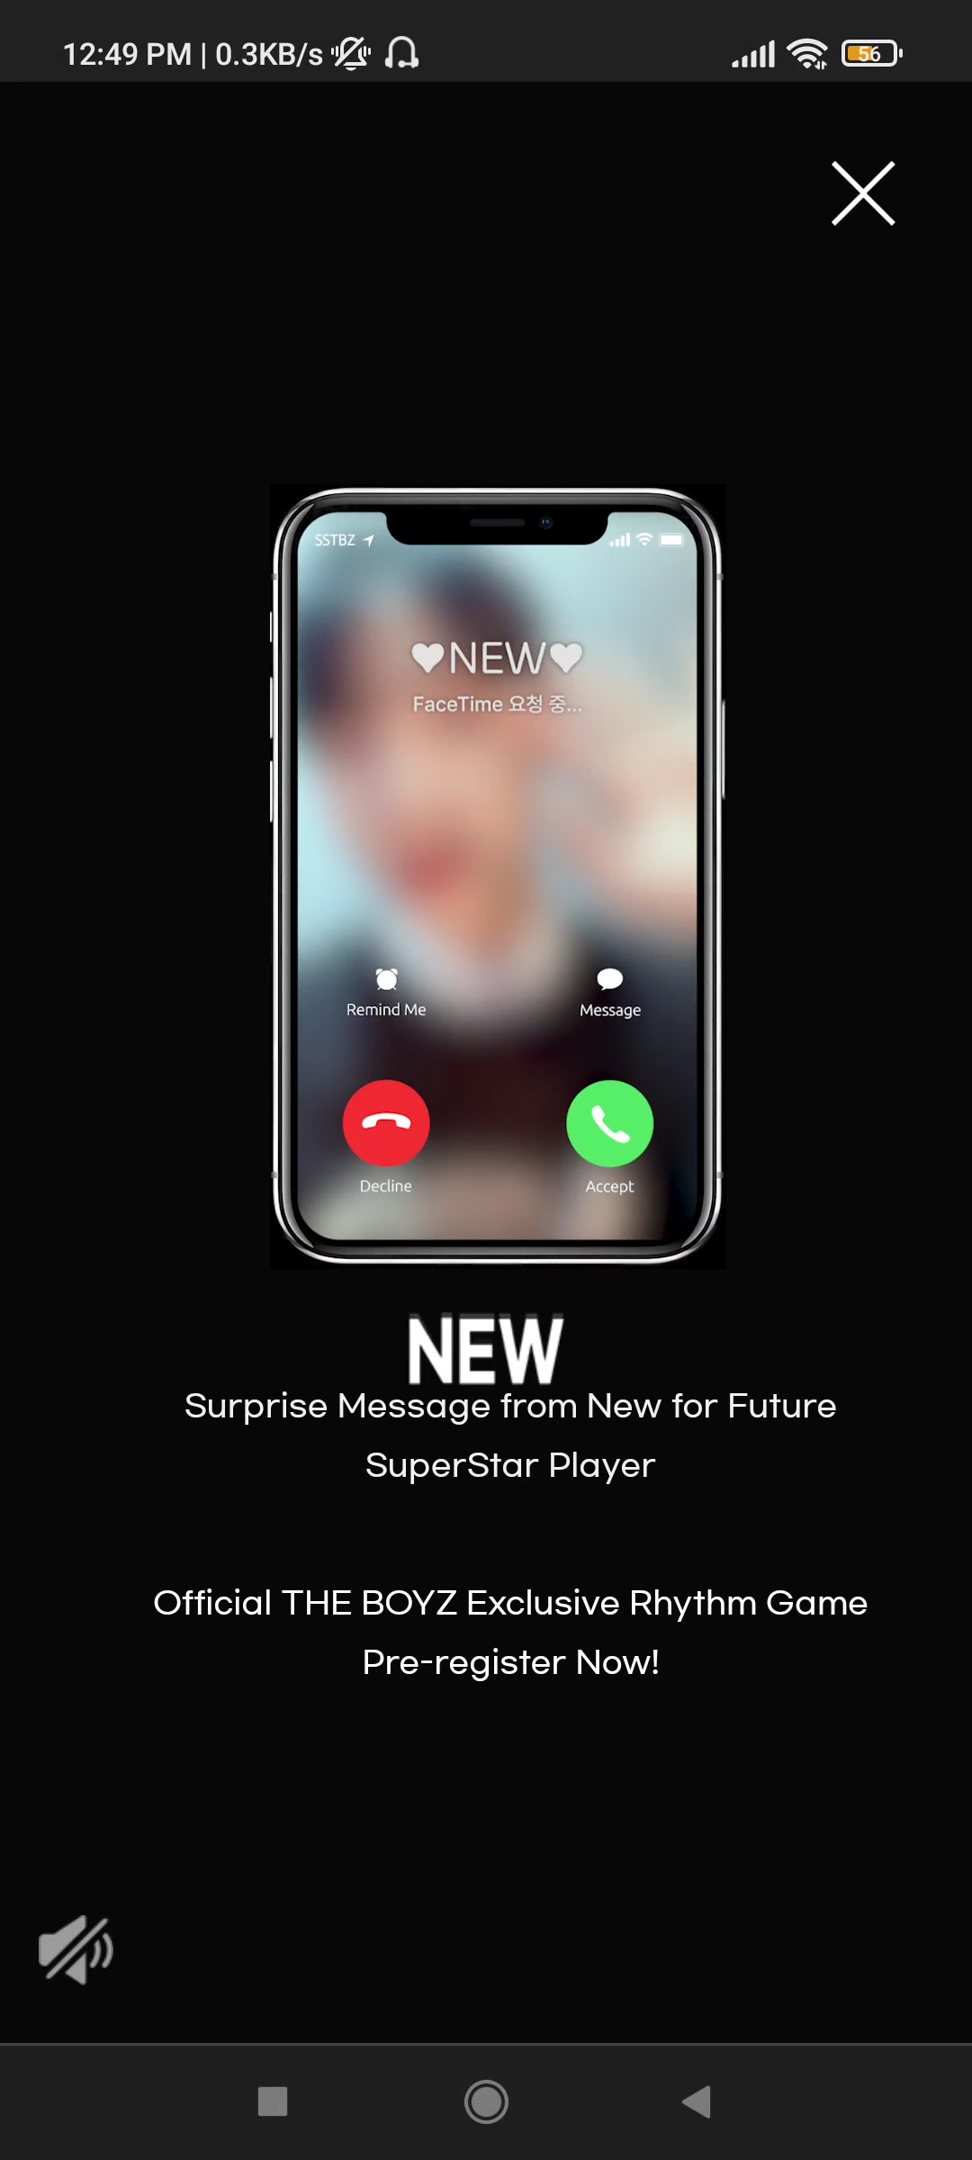 12:49 PM | 0.3KB/s
56
SSTBZ
♥NEW♥
FaceTime 요청 중...
Remind Me
Message
Decline
Accept
NEW
Surprise Message from New for Future
SuperStar Player
Official THE BOYZ Exclusive Rhythm Game
Pre-register Now!